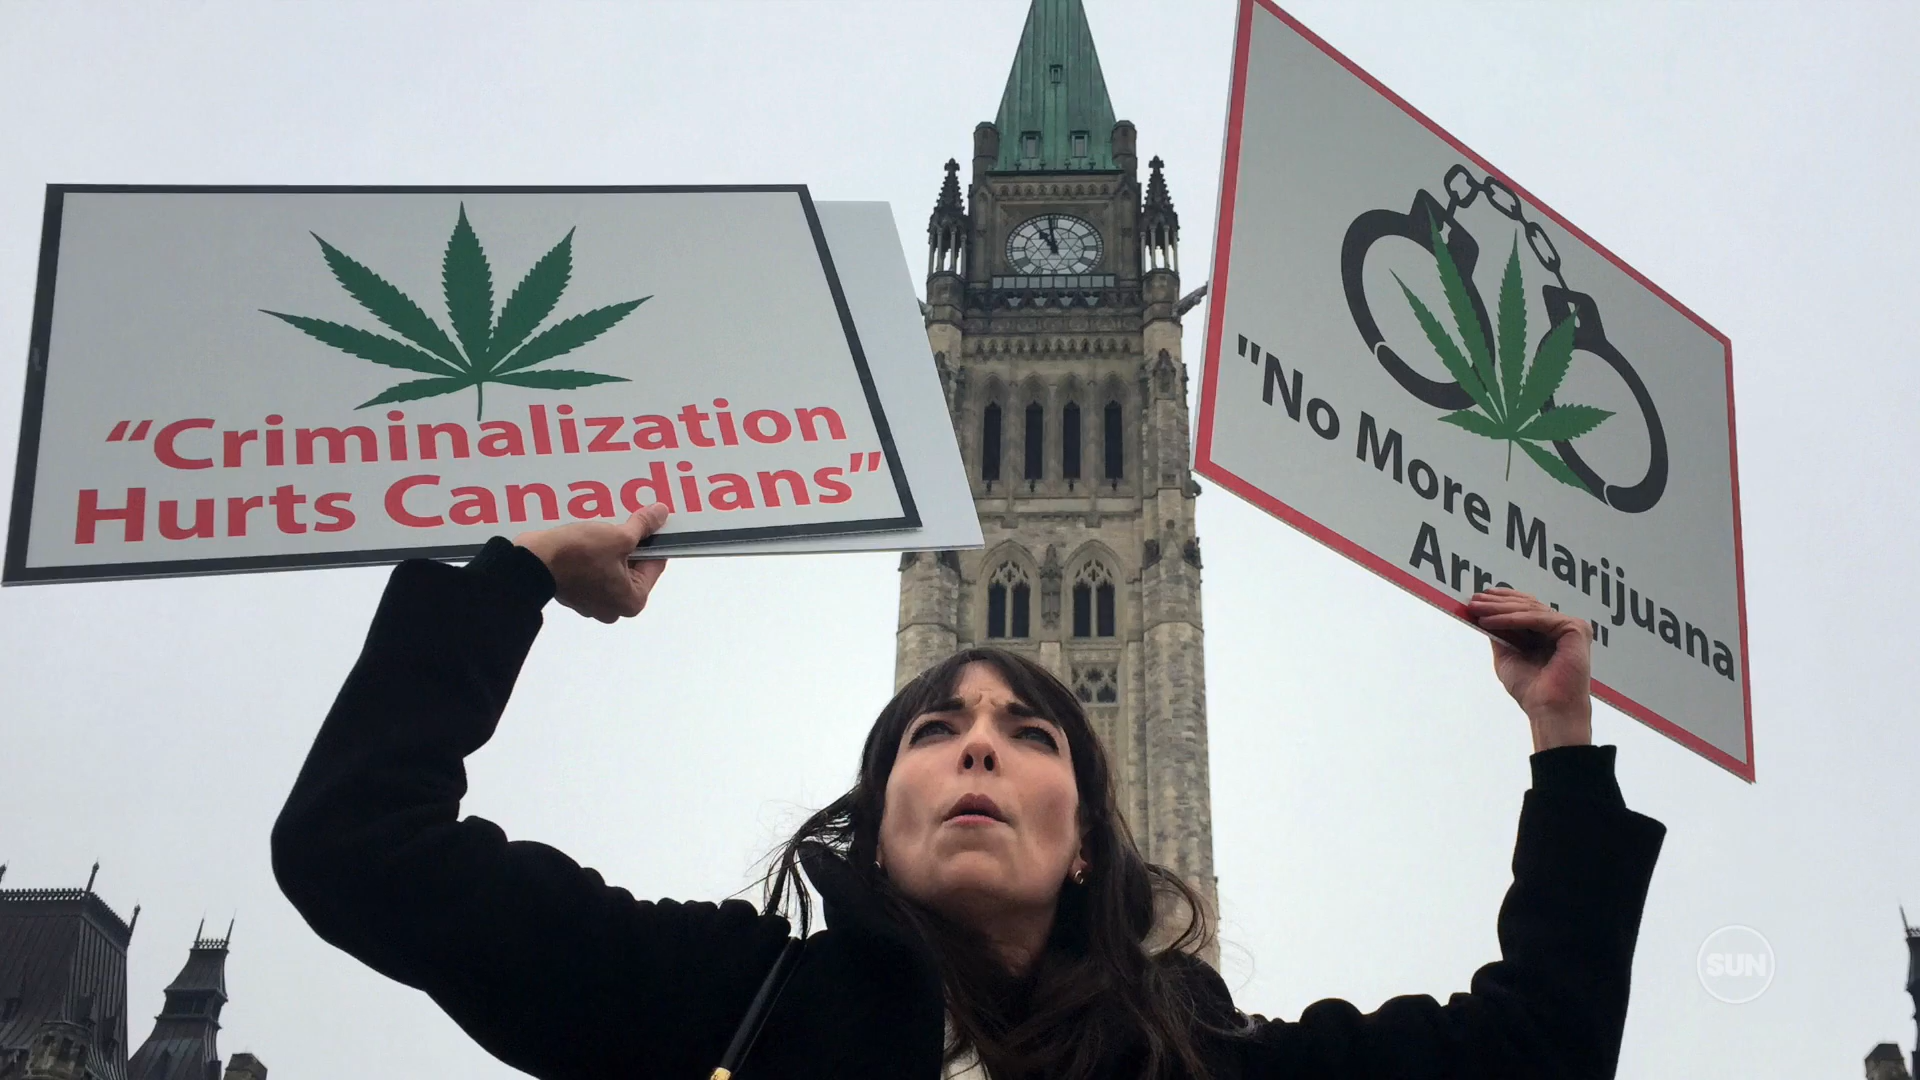 “Criminalization
Hurts Canadians”
"No More Marijuana
"
SUN